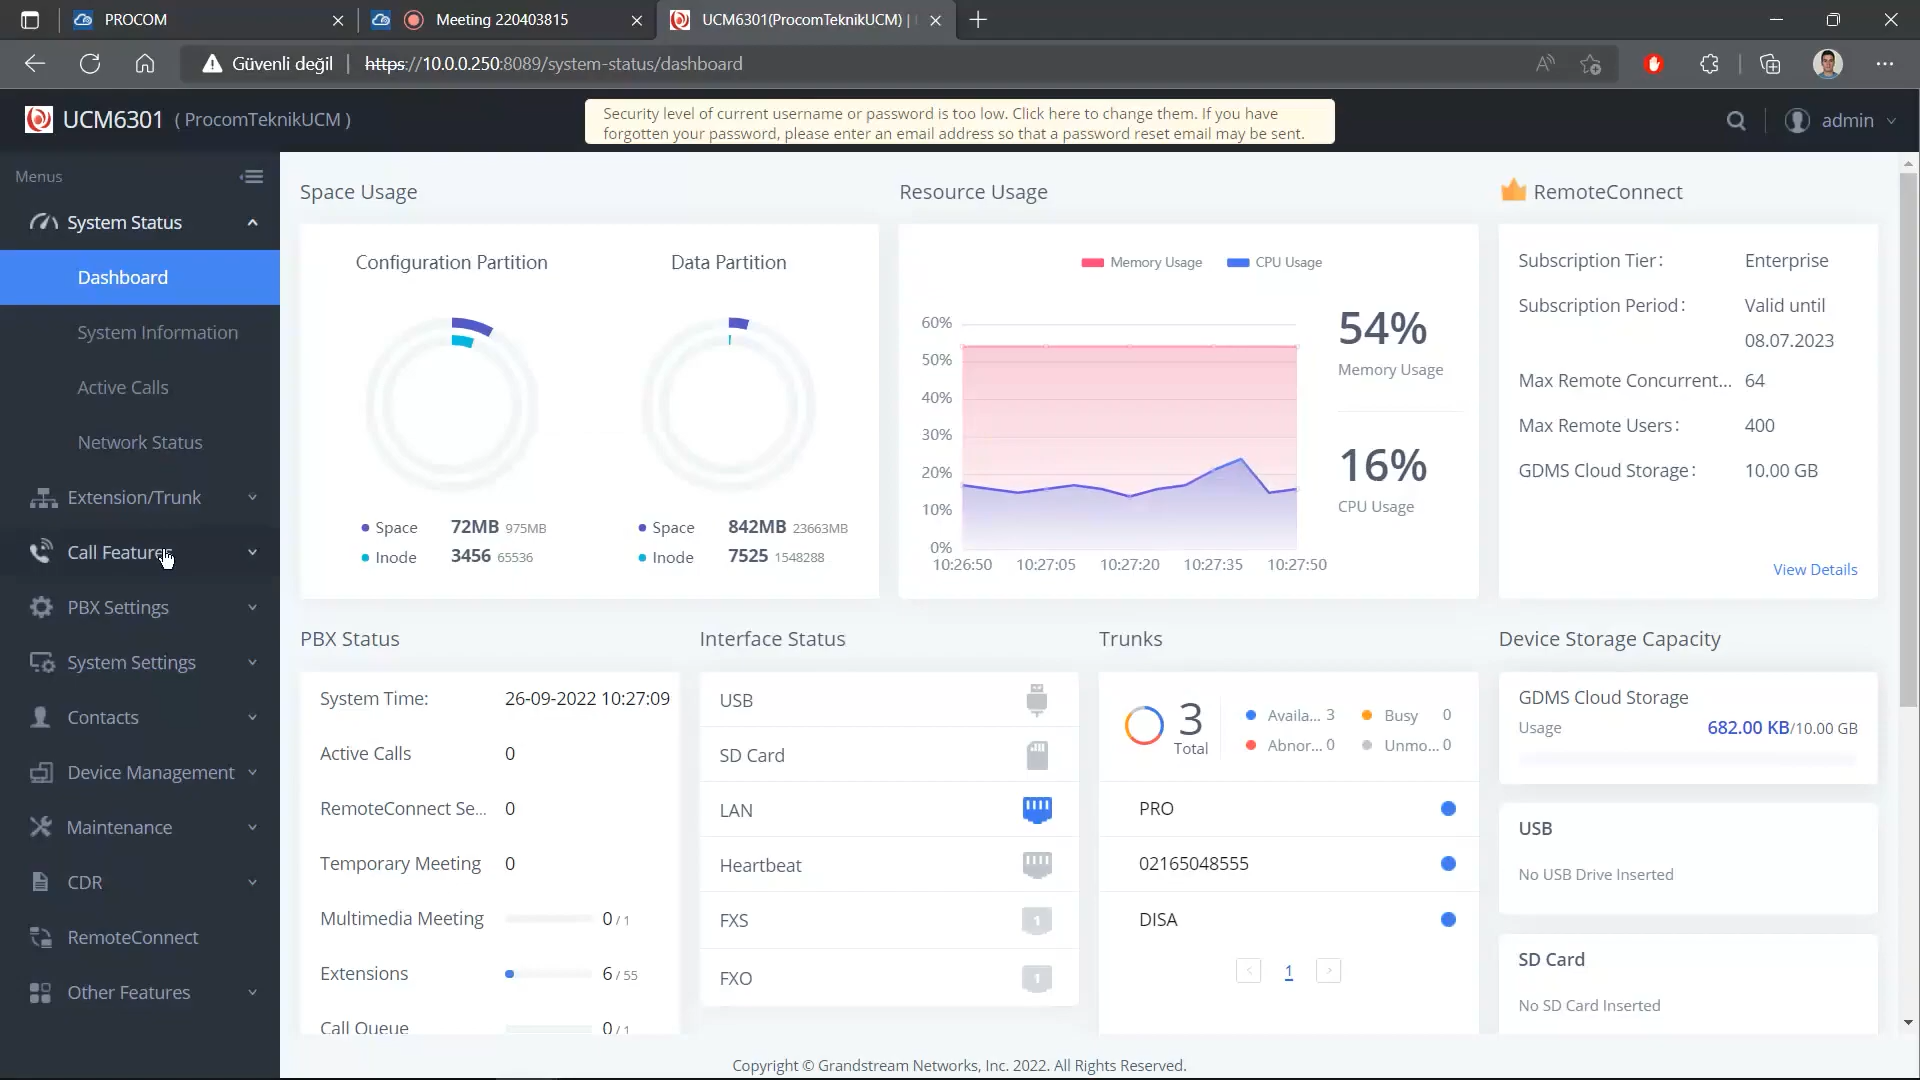 PROCOM
Meeting 220403815
UCM6301(ProcomTeknikUCM) |
Güvenli değil
https://10.0.0.250:8089/system-status/dashboard
UCM6301 ( ProcomTeknikUCM )
Security level of current username or password is too low. Click here to change them. If you have
forgotten your password, please enter an email address so that a password reset email may be sent.
admin
Menus
System Status
Dashboard
System Information
Active Calls
Network Status
Extension/Trunk
Call Features
PBX Settings
System Settings
Contacts
Device Management
Maintenance
CDR
RemoteConnect
Other Features
Space Usage
Configuration Partition
Data Partition
Space 72MB 975MB
Inode 3456 65536
Space 842MB 23663MB
Inode 7525 1548288
Resource Usage
Memory Usage
CPU Usage
60%
50%
40%
30%
20%
10%
0%
10:26:50 10:27:05 10:27:20 10:27:35 10:27:50
54%
Memory Usage
16%
CPU Usage
RemoteConnect
Subscription Tier: Enterprise
Subscription Period: Valid until
08.07.2023
Max Remote Concurrent... 64
Max Remote Users: 400
GDMS Cloud Storage: 10.00 GB
View Details
PBX Status
System Time: 26-09-2022 10:27:09
Active Calls 0
RemoteConnect Se... 0
Temporary Meeting 0
Multimedia Meeting 0 / 1
Extensions 6 / 55
Call Queue 0 / 1
Interface Status
USB
SD Card
LAN
Heartbeat
FXS 1
FXO 1
Trunks
3
Total
Availa... 3
Busy 0
Abnor... 0
Unmo... 0
PRO
02165048555
DISA
< 1 >
Device Storage Capacity
GDMS Cloud Storage
Usage 682.00 KB/10.00 GB
USB
No USB Drive Inserted
SD Card
No SD Card Inserted
Copyright © Grandstream Networks, Inc. 2022. All Rights Reserved.